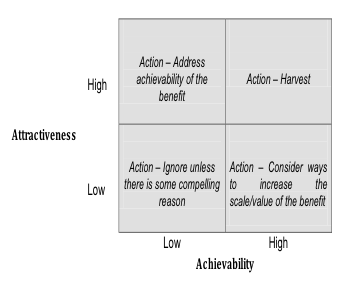 Action – Address
achievability of the
benefit
Action – Harvest
High
Attractiveness
Action – Ignore unless
there is some compelling
reason
Action – Consider ways
to increase the
scale/value of the benefit
Low
Low
High
Achievability